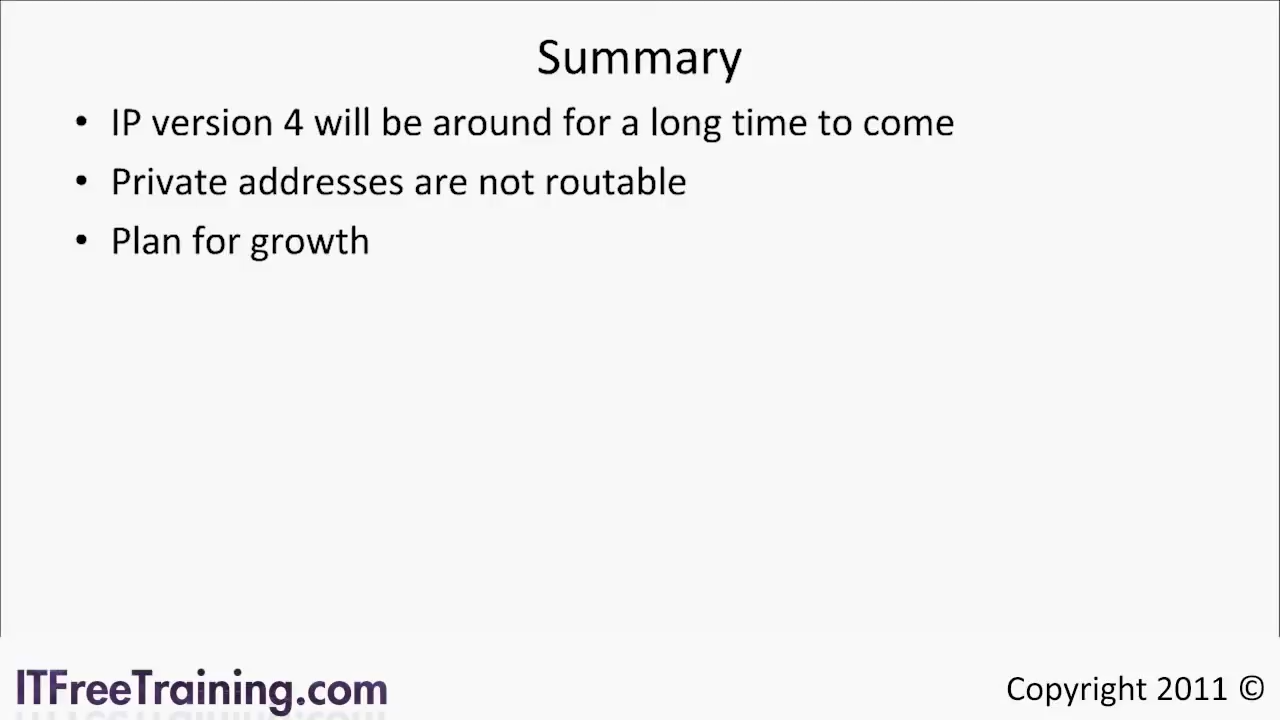 Summary
• IP version 4 will be around for a long time to come
• Private addresses are not routable
• Plan for growth
ITFreeTraining.com
Copyright 2011 ©